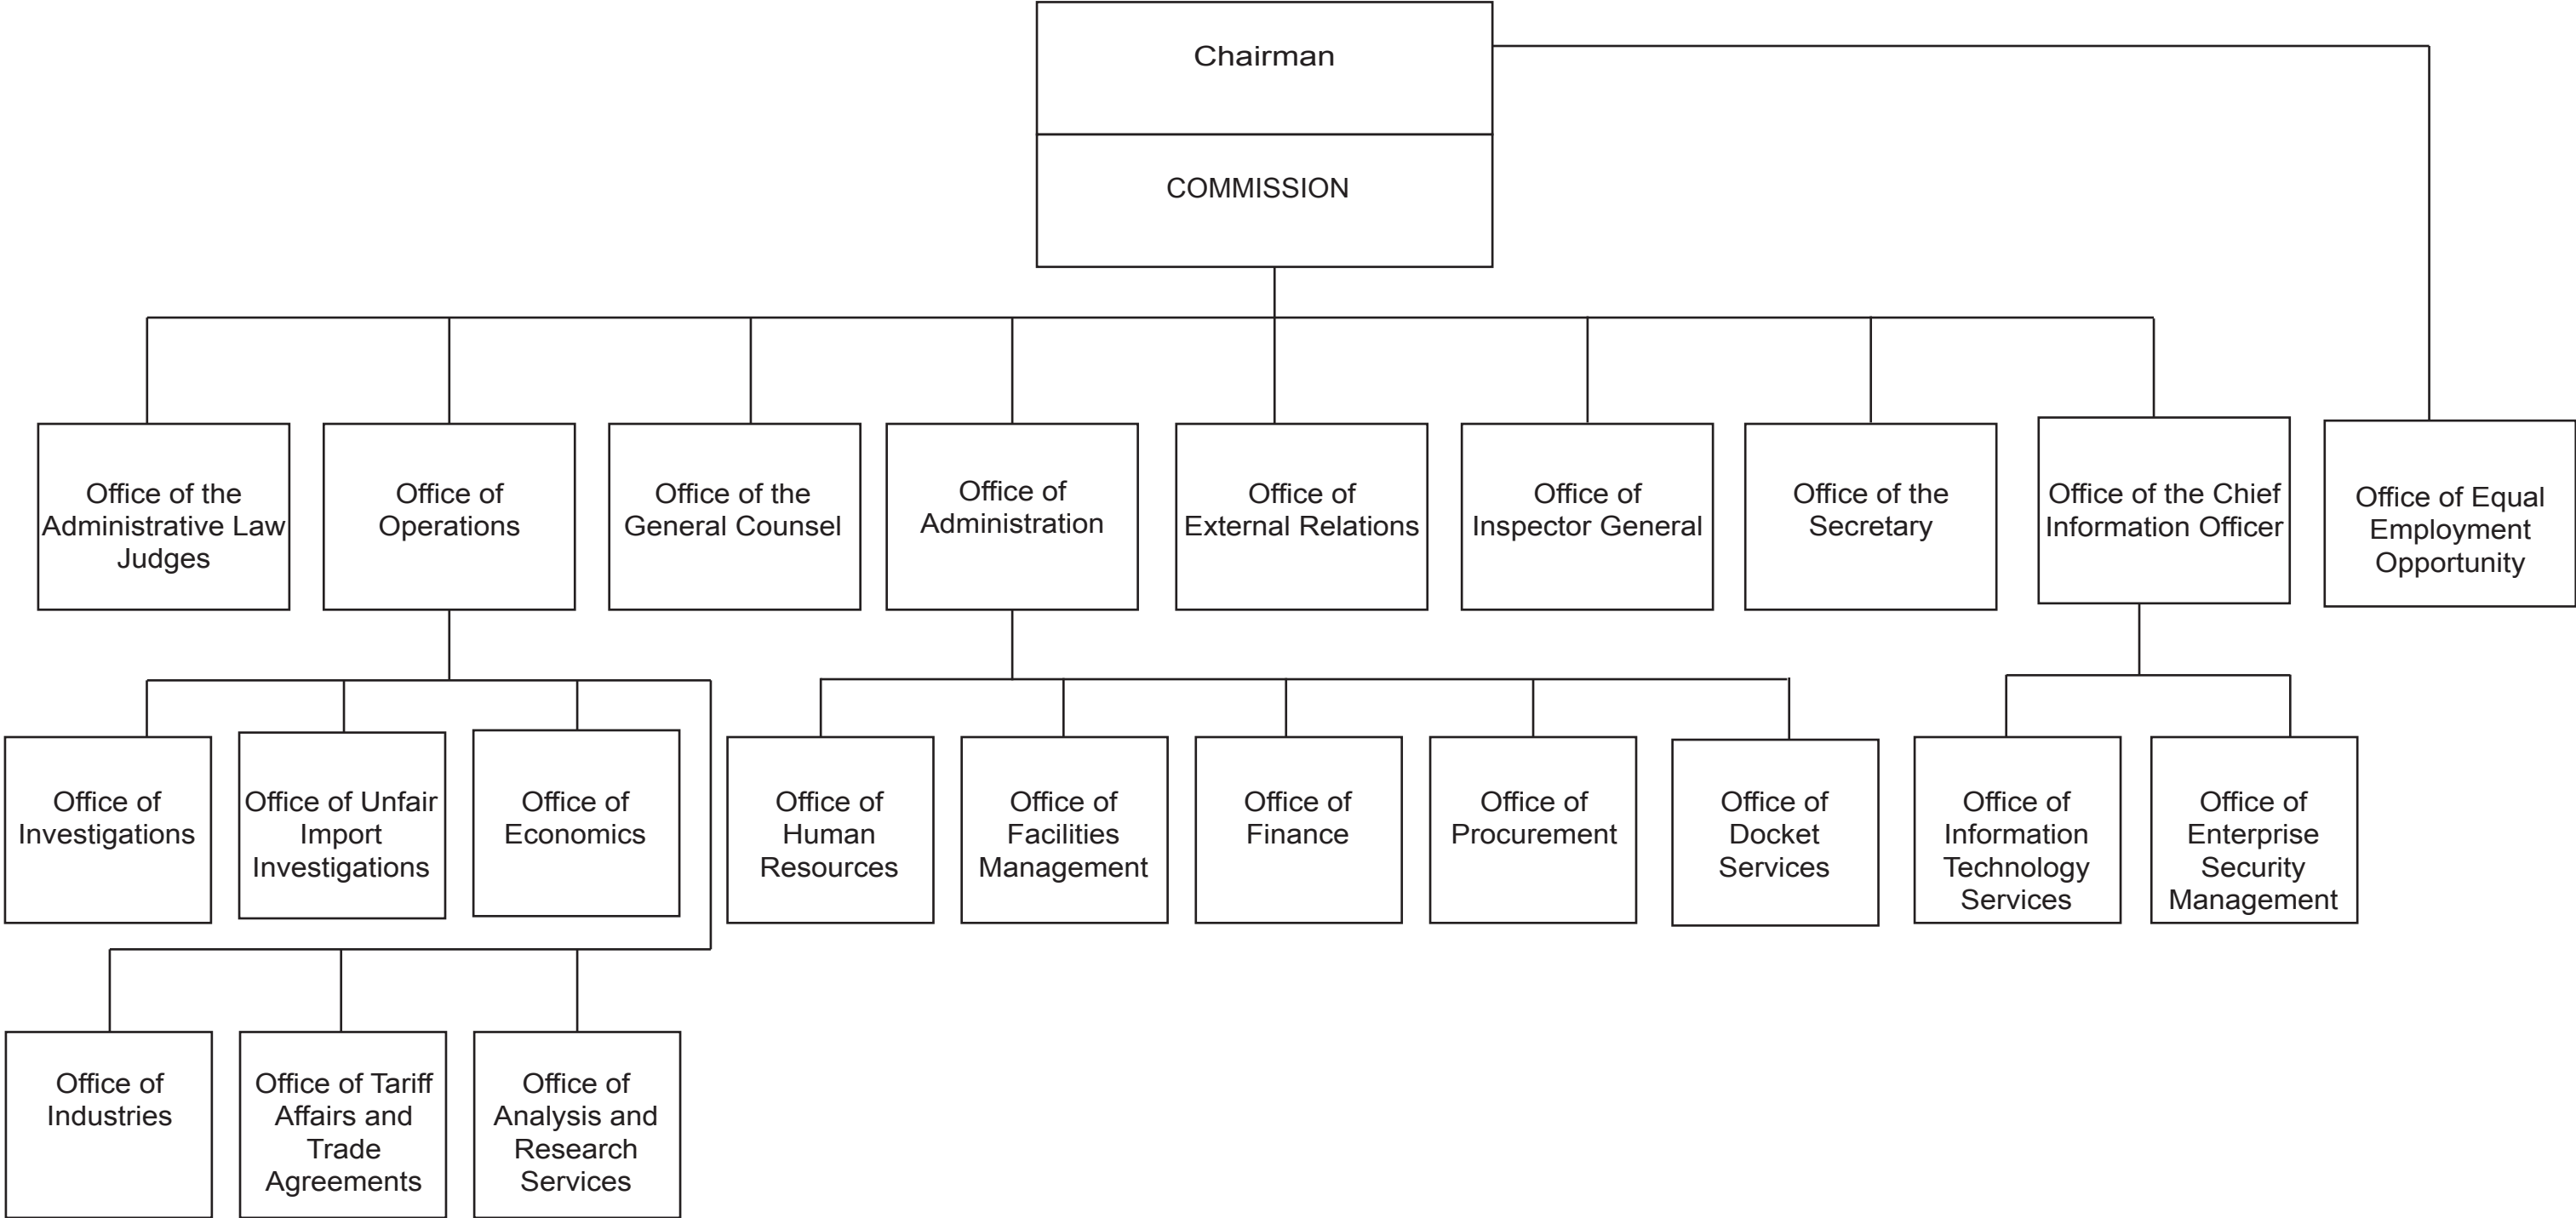 Chairman
COMMISSION
Office of the
Administrative Law
Judges
Office of
Operations
Office of the
General Counsel
Office of
Administration
Office of
External Relations
Office of
Inspector General
Office of the
Secretary
Office of the Chief
Information Officer
Office of Equal
Employment
Opportunity
Office of
Investigations
Office of Unfair
Import
Investigations
Office of
Economics
Office of
Human
Resources
Office of
Facilities
Management
Office of
Finance
Office of
Procurement
Office of
Docket
Services
Office of
Information
Technology
Services
Office of
Enterprise
Security
Management
Office of
Industries
Office of Tariff
Affairs and
Trade
Agreements
Office of
Analysis and
Research
Services